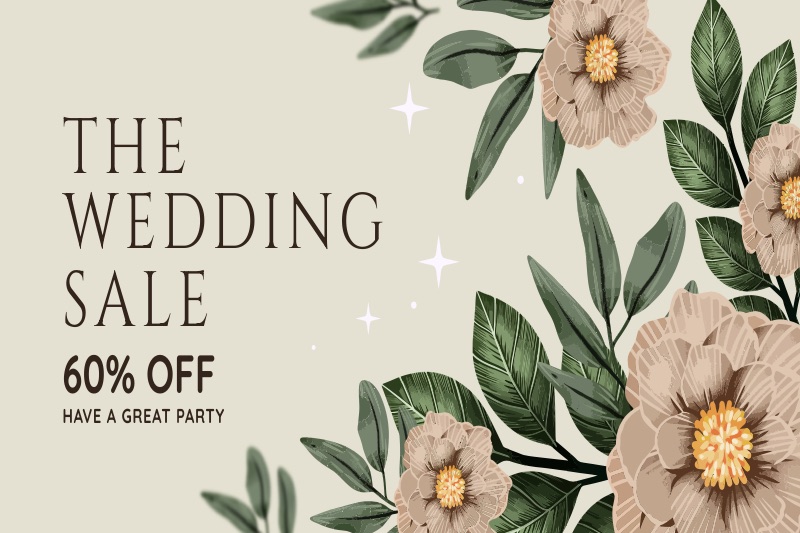 THE
WEDDING
SALE
60% OFF
HAVE A GREAT PARTY